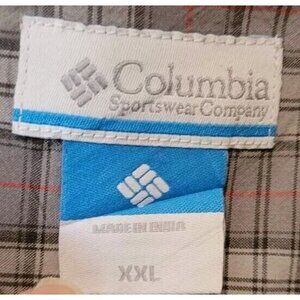 Columbia
Sportswear Company
MADE IN INDIA
XXL